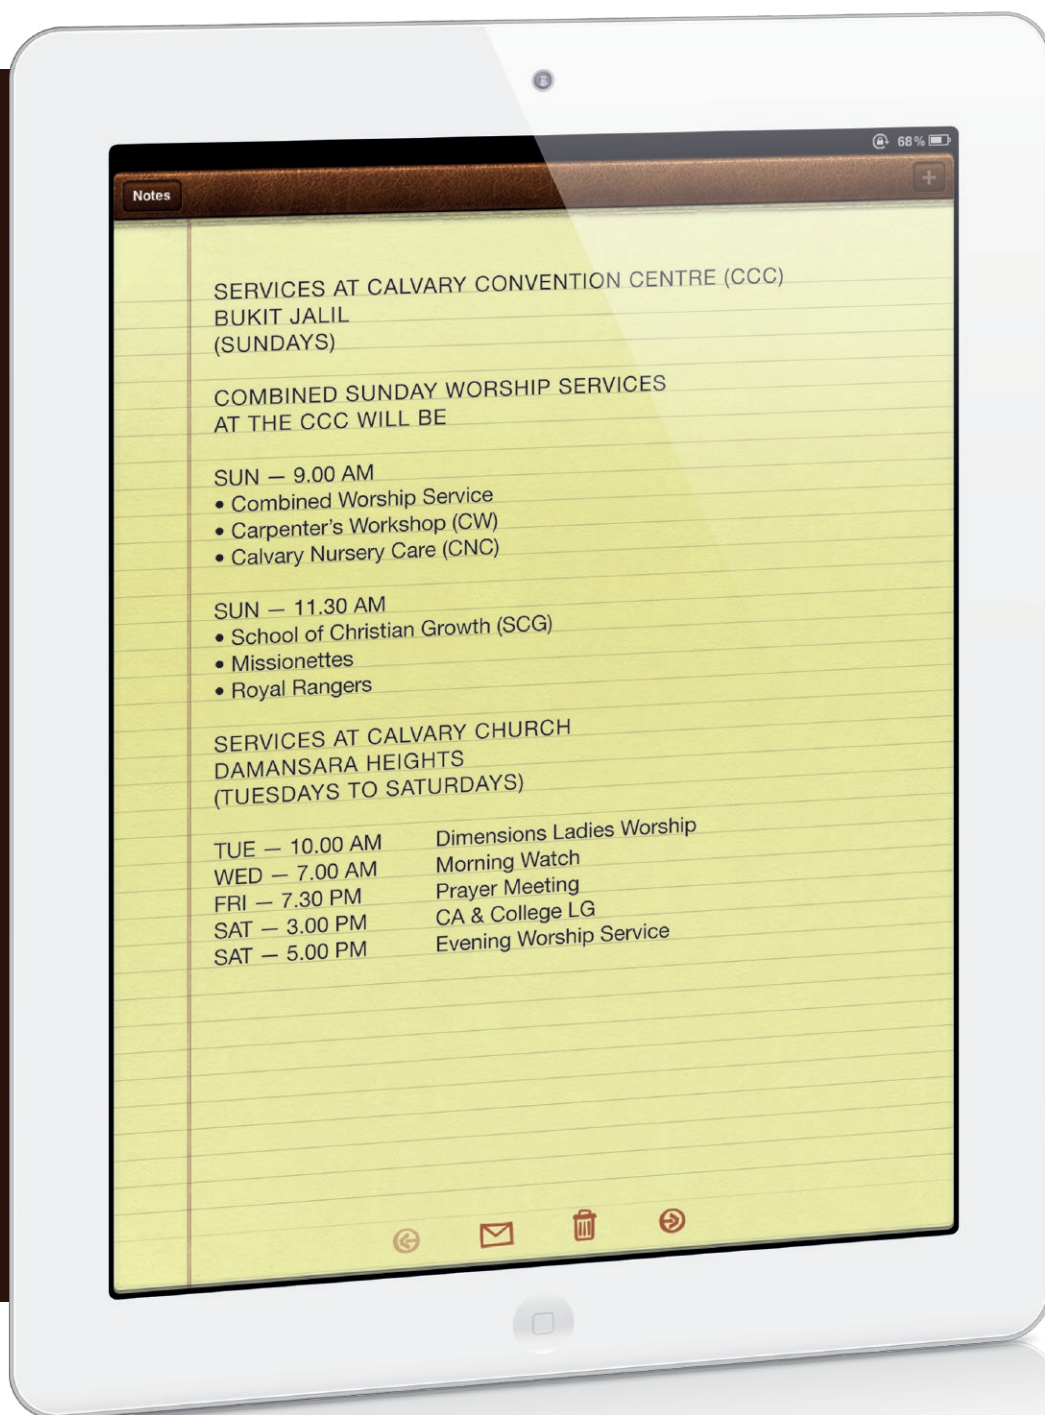 68%
Notes
SERVICES AT CALVARY CONVENTION CENTRE (CCC)
BUKIT JALIL
(SUNDAYS)
COMBINED SUNDAY WORSHIP SERVICES
AT THE CCC WILL BE
SUN — 9.00 AM
• Combined Worship Service
• Carpenter’s Workshop (CW)
• Calvary Nursery Care (CNC)
SUN — 11.30 AM
• School of Christian Growth (SCG)
• Missionettes
• Royal Rangers
SERVICES AT CALVARY CHURCH
DAMANSARA HEIGHTS
(TUESDAYS TO SATURDAYS)
TUE — 10.00 AM Dimensions Ladies Worship
WED — 7.00 AM Morning Watch
FRI — 7.30 PM Prayer Meeting
SAT — 3.00 PM CA & College LG
SAT — 5.00 PM Evening Worship Service